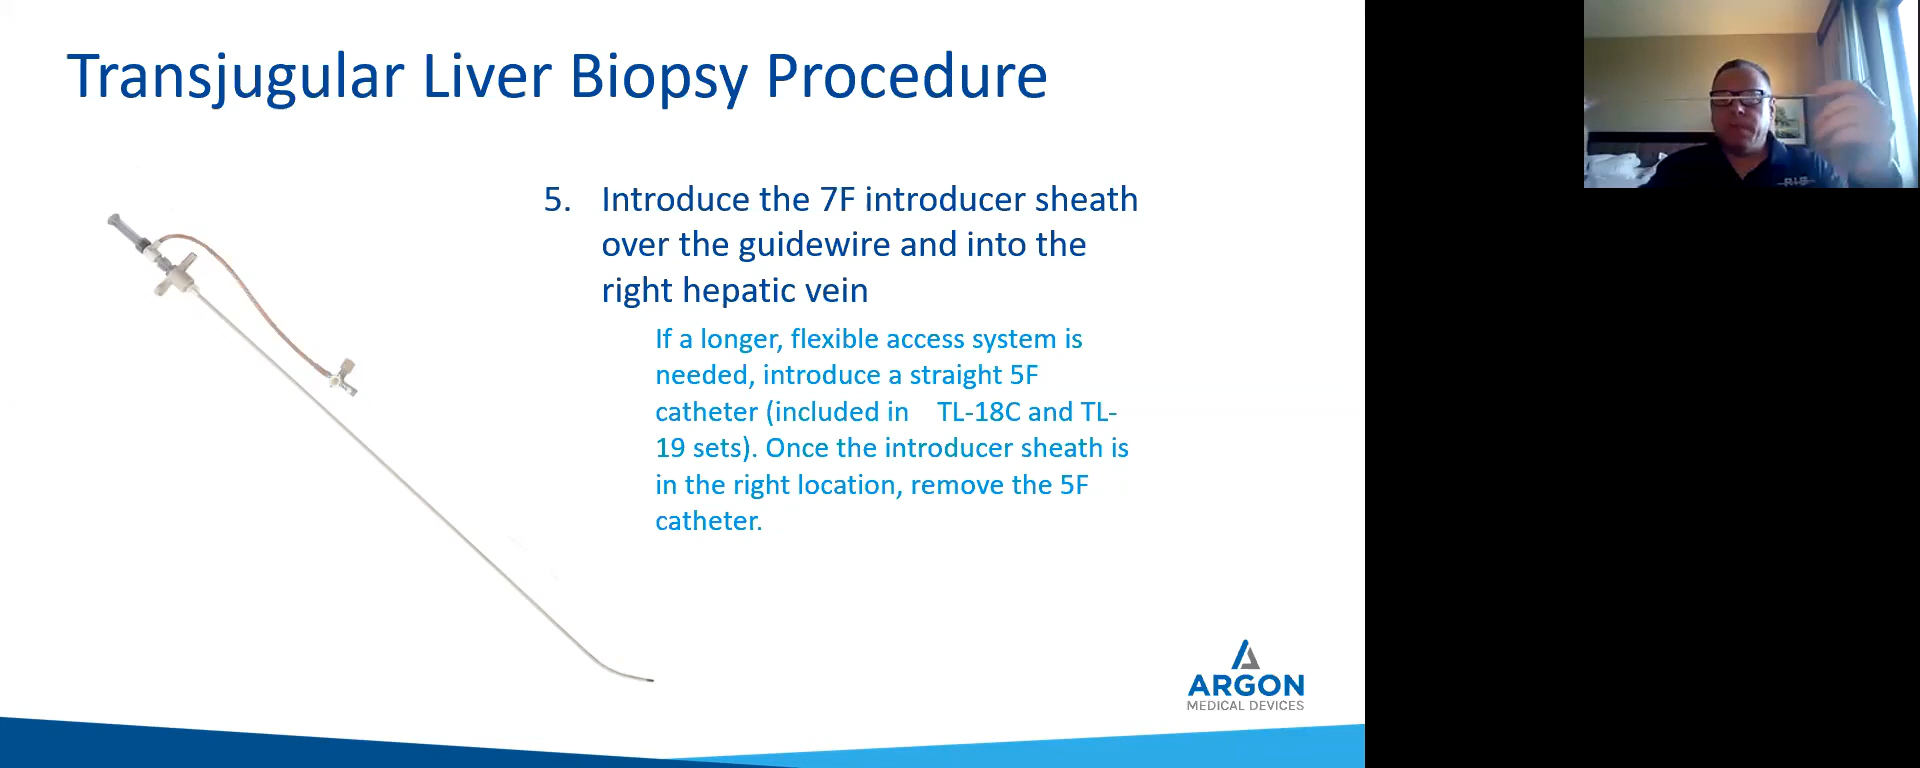 Transjugular Liver Biopsy Procedure
5. Introduce the 7F introducer sheath
over the guidewire and into the
right hepatic vein
If a longer, flexible access system is
needed, introduce a straight 5F
catheter (included in TL-18C and TL-
19 sets). Once the introducer sheath is
in the right location, remove the 5F
catheter.
ARGON
MEDICAL DEVICES